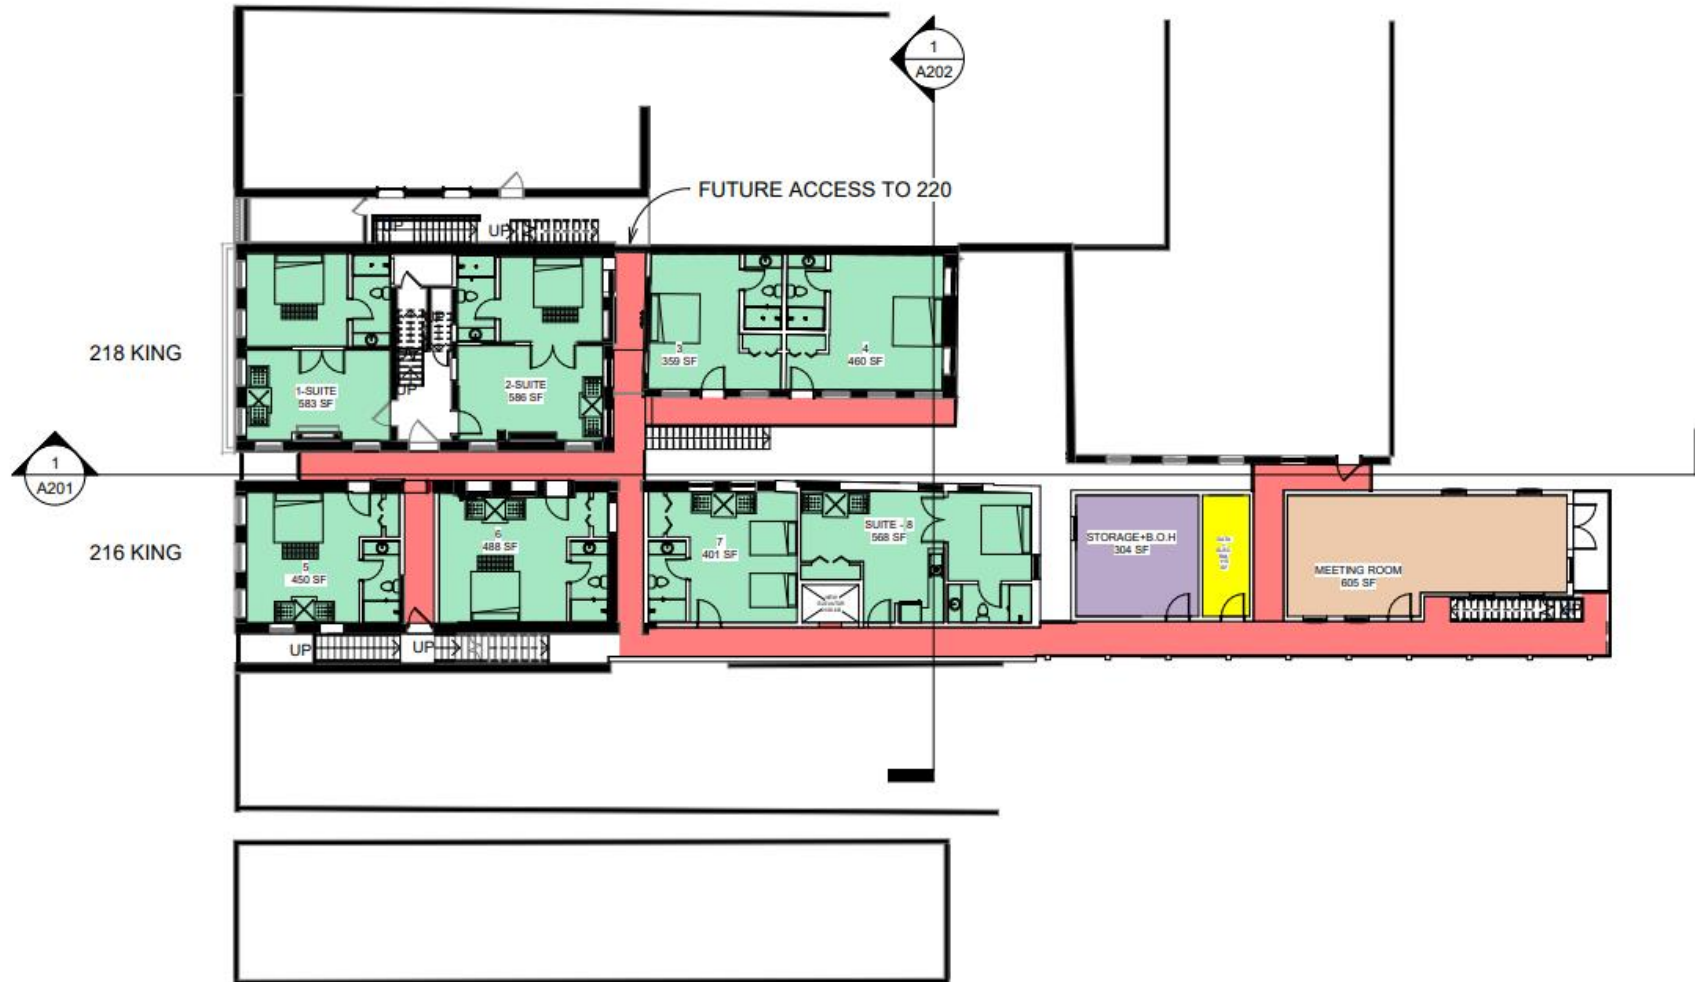 1
A202
FUTURE ACCESS TO 220
UP
UP
218 KING
1-SUITE
583 SF
UP
2-SUITE
586 SF
3
359 SF
4
460 SF
1
A201
216 KING
5
450 SF
6
488 SF
7
401 SF
SUITE - 8
568 SF
STORAGE+B.O.H
304 SF
MEETING ROOM
605 SF
UP
UP